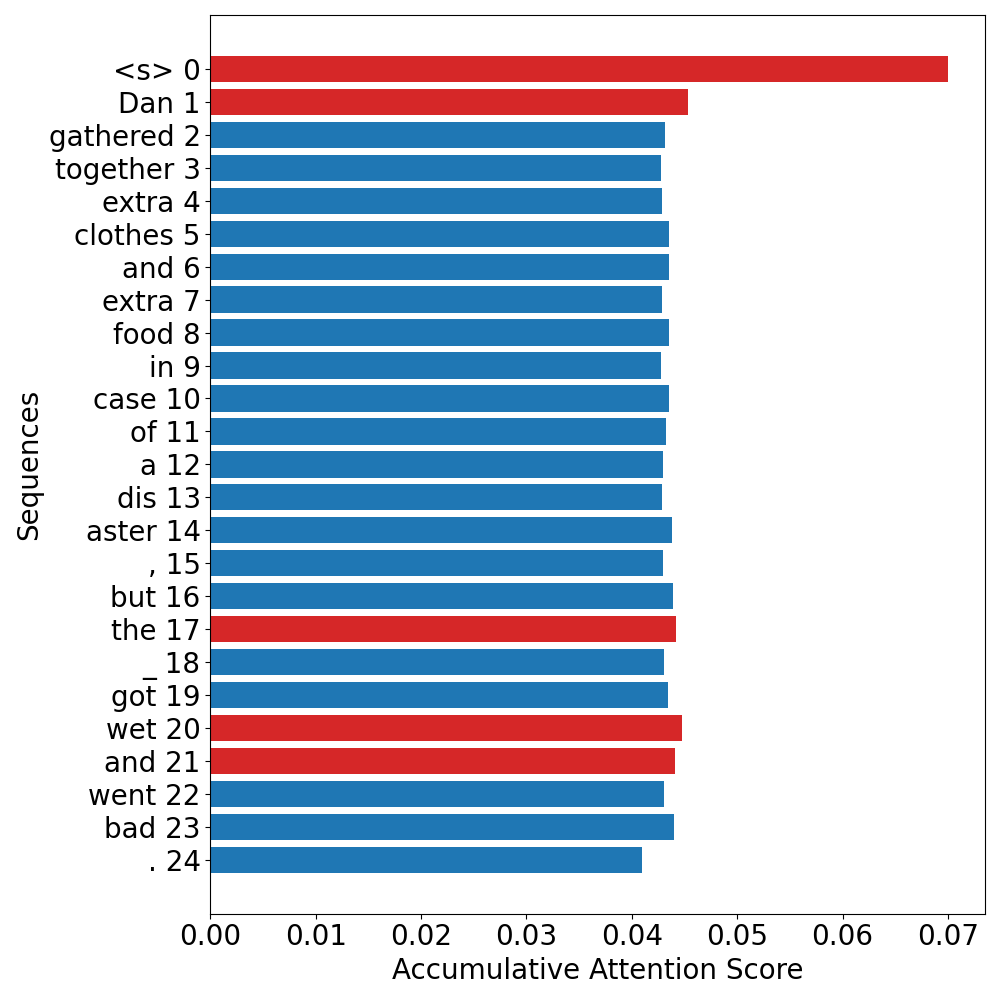 <s> 0
Dan 1
gathered 2
together 3
extra 4
clothes 5
and 6
extra 7
food 8
in 9
case 10
of 11
a 12
dis 13
aster 14
, 15
but 16
the 17
_ 18
got 19
wet 20
and 21
went 22
bad 23
. 24
Sequences
0.00 0.01 0.02 0.03 0.04 0.05 0.06 0.07
Accumulative Attention Score